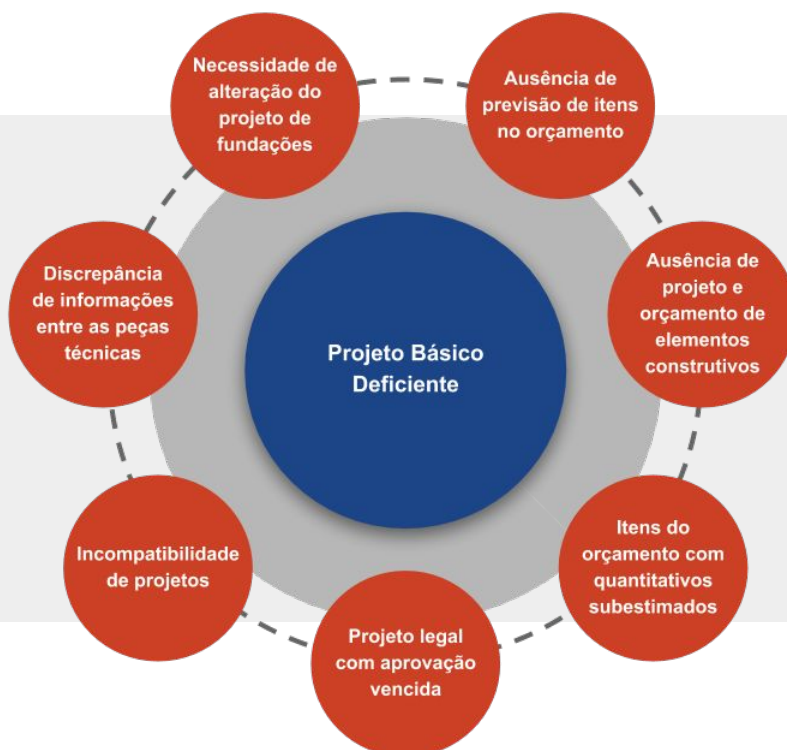 Necessidade de
alteração do
projeto de
fundações
Ausência de
previsão de itens
no orçamento
Discrepância
de informações
entre as peças
técnicas
Ausência de
projeto e
orçamento de
elementos
construtivos
Projeto Básico
Deficiente
Incompatibilidade
de projetos
Itens do
orçamento com
quantitativos
subestimados
Projeto legal
com aprovação
vencida